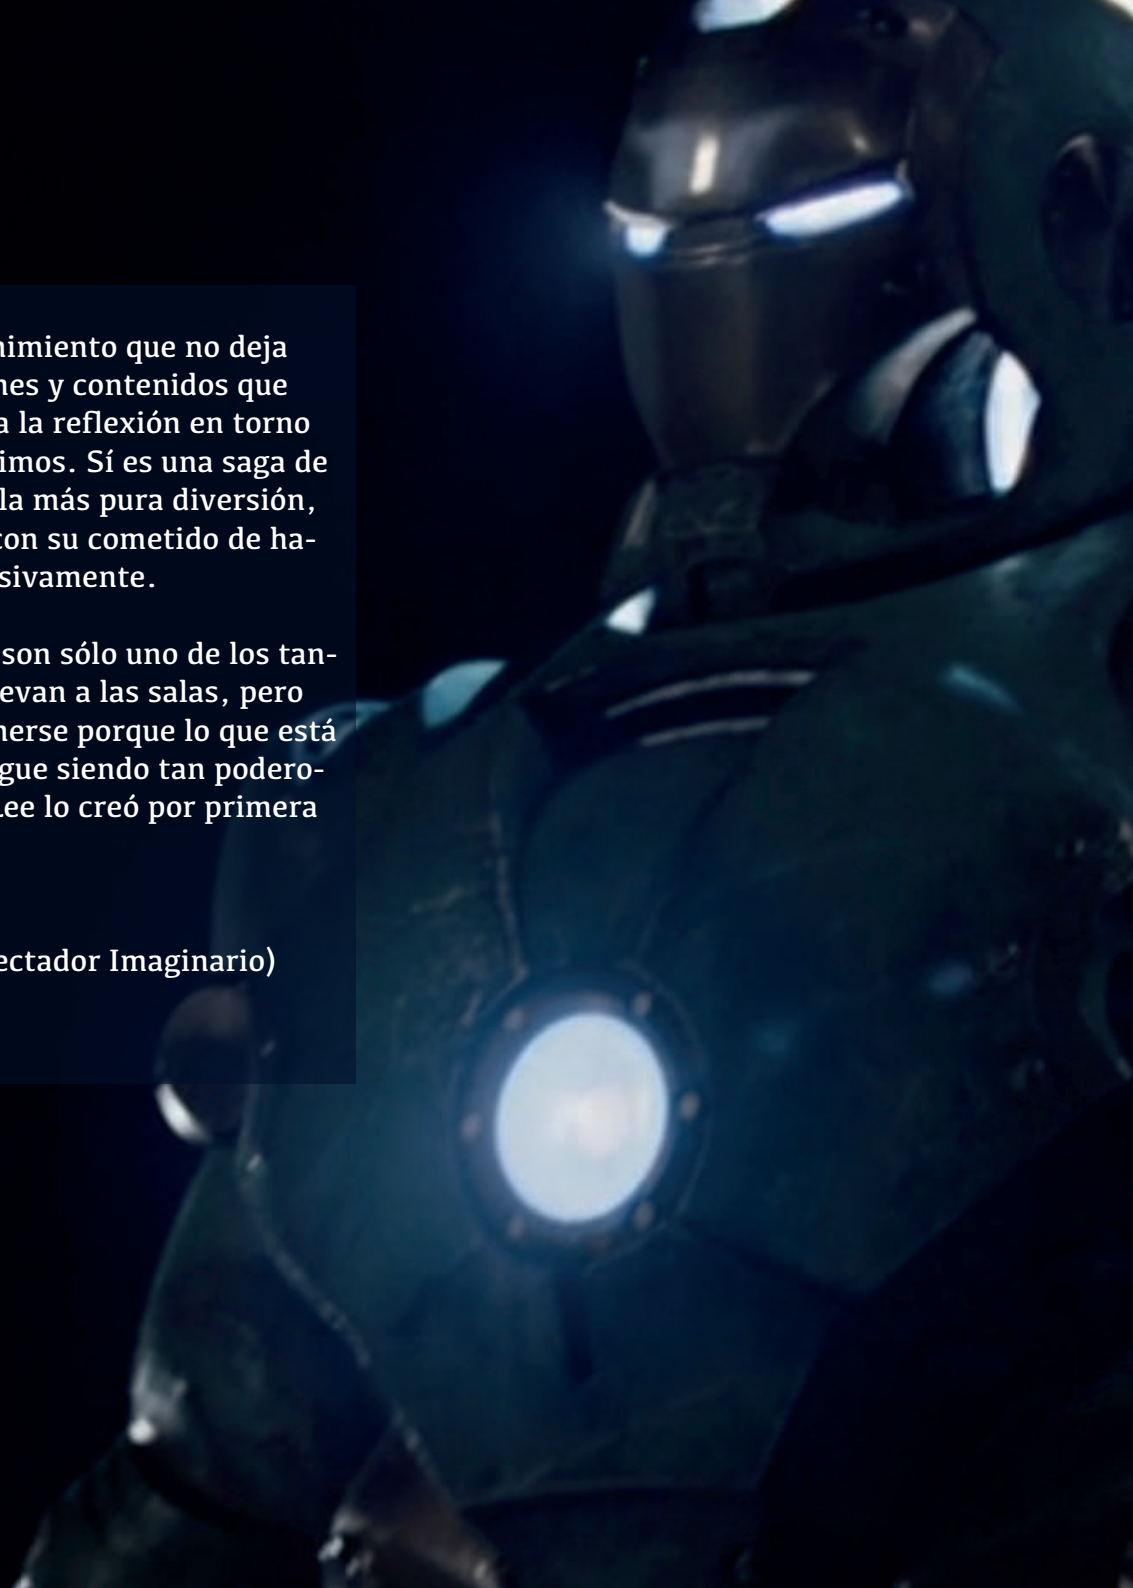 nimiento que no deja
nes y contenidos que
a la reflexión en torno
imos. Sí es una saga de
la más pura diversión,
con su cometido de ha-
sivamente.
son sólo uno de los tan-
evan a las salas, pero
nerse porque lo que está
gue siendo tan podero-
Lee lo creó por primera
ectador Imaginario)